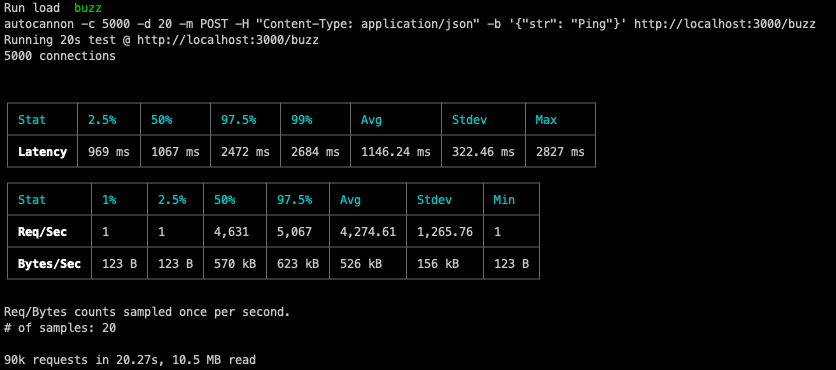 Run load  buzz
autocannon -c 5000 -d 20 -m POST -H "Content-Type: application/json" -b '{"str": "Ping"}' http://localhost:3000/buzz
Running 20s test @ http://localhost:3000/buzz
5000 connections
Stat 2.5% 50% 97.5% 99% Avg Stdev Max
Latency 969 ms 1067 ms 2472 ms 2684 ms 1146.24 ms 322.46 ms 2827 ms
Stat 1% 2.5% 50% 97.5% Avg Stdev Min
Req/Sec 1 1 4,631 5,067 4,274.61 1,265.76 1
Bytes/Sec 123 B 123 B 570 kB 623 kB 526 kB 156 kB 123 B
Req/Bytes counts sampled once per second.
# of samples: 20
90k requests in 20.27s, 10.5 MB read